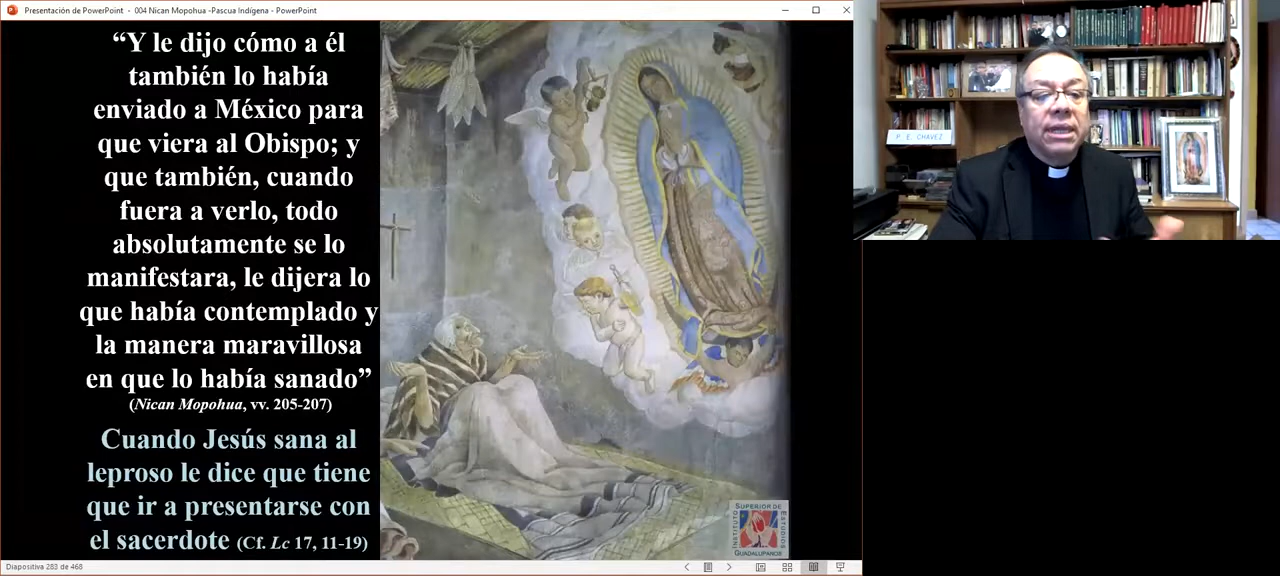 Presentación de PowerPoint - 004 Nican Mopohua -Pascua Indígena - PowerPoint
“Y le dijo cómo a él
también lo había
enviado a México para
que viera al Obispo; y
que también, cuando
fuera a verlo, todo
absolutamente se lo
manifestara, le dijera lo
que había contemplado y
la manera maravillosa
en que lo había sanado”
(Nican Mopohua, vv. 205-207)
Cuando Jesús sana al
leproso le dice que tiene
que ir a presentarse con
el sacerdote (Cf. Lc 17, 11-19)
INSTITUTO
SUPERIOR DE
ESTUDIOS
GUADALUPANOS
P. E. CHAVEZ
Diapositiva 283 de 468